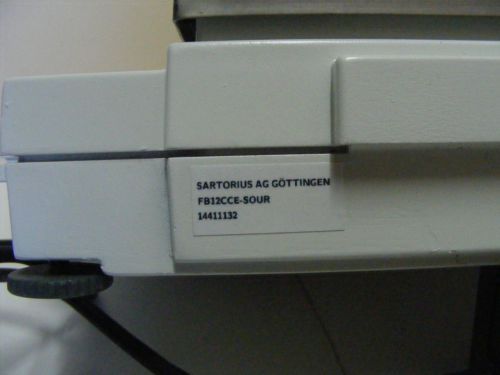 SARTORIUS AG GÖTTINGEN
FB12CCE-SOUR
14411132